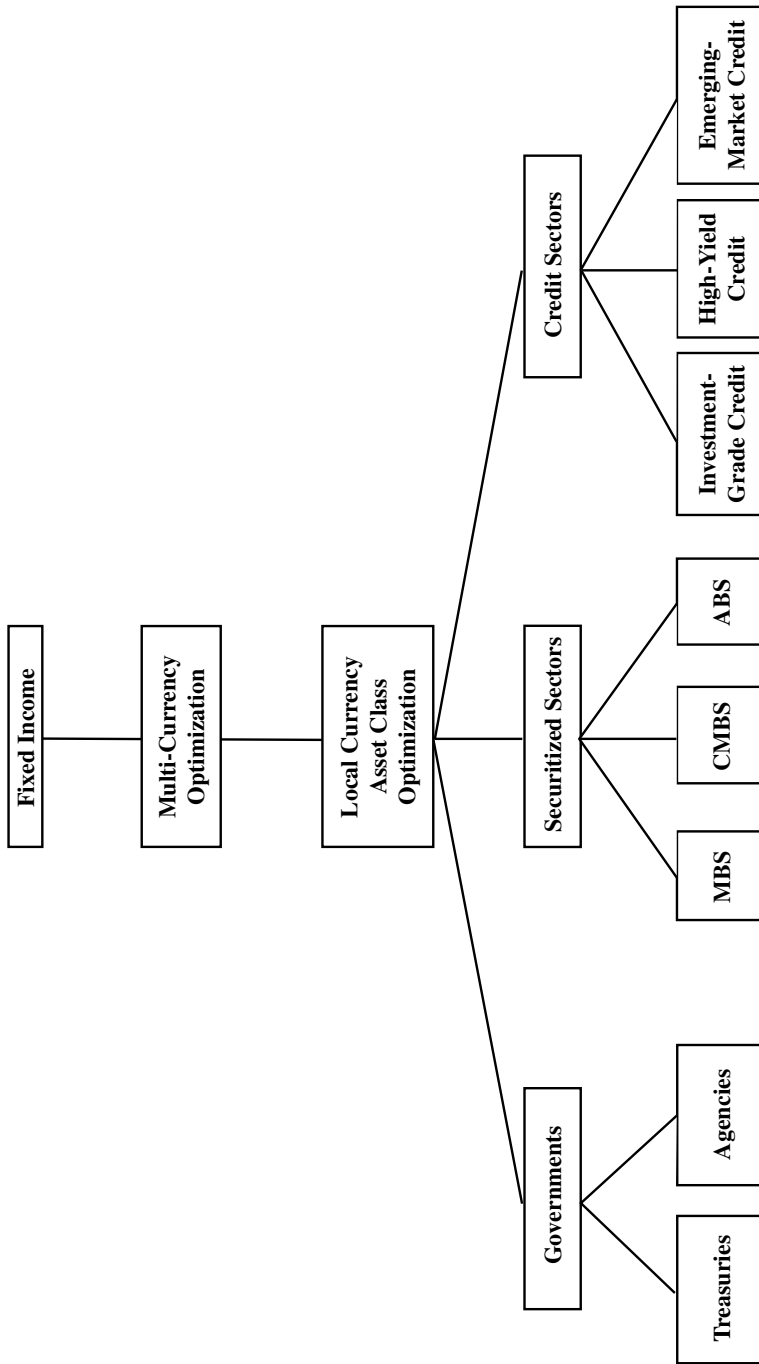 Fixed Income
Multi-Currency
Optimization
Local Currency
Asset Class
Optimization
Governments
Securitized Sectors
Credit Sectors
Treasuries
Agencies
MBS
CMBS
ABS
Investment-
Grade Credit
High-Yield
Credit
Emerging-
Market Credit